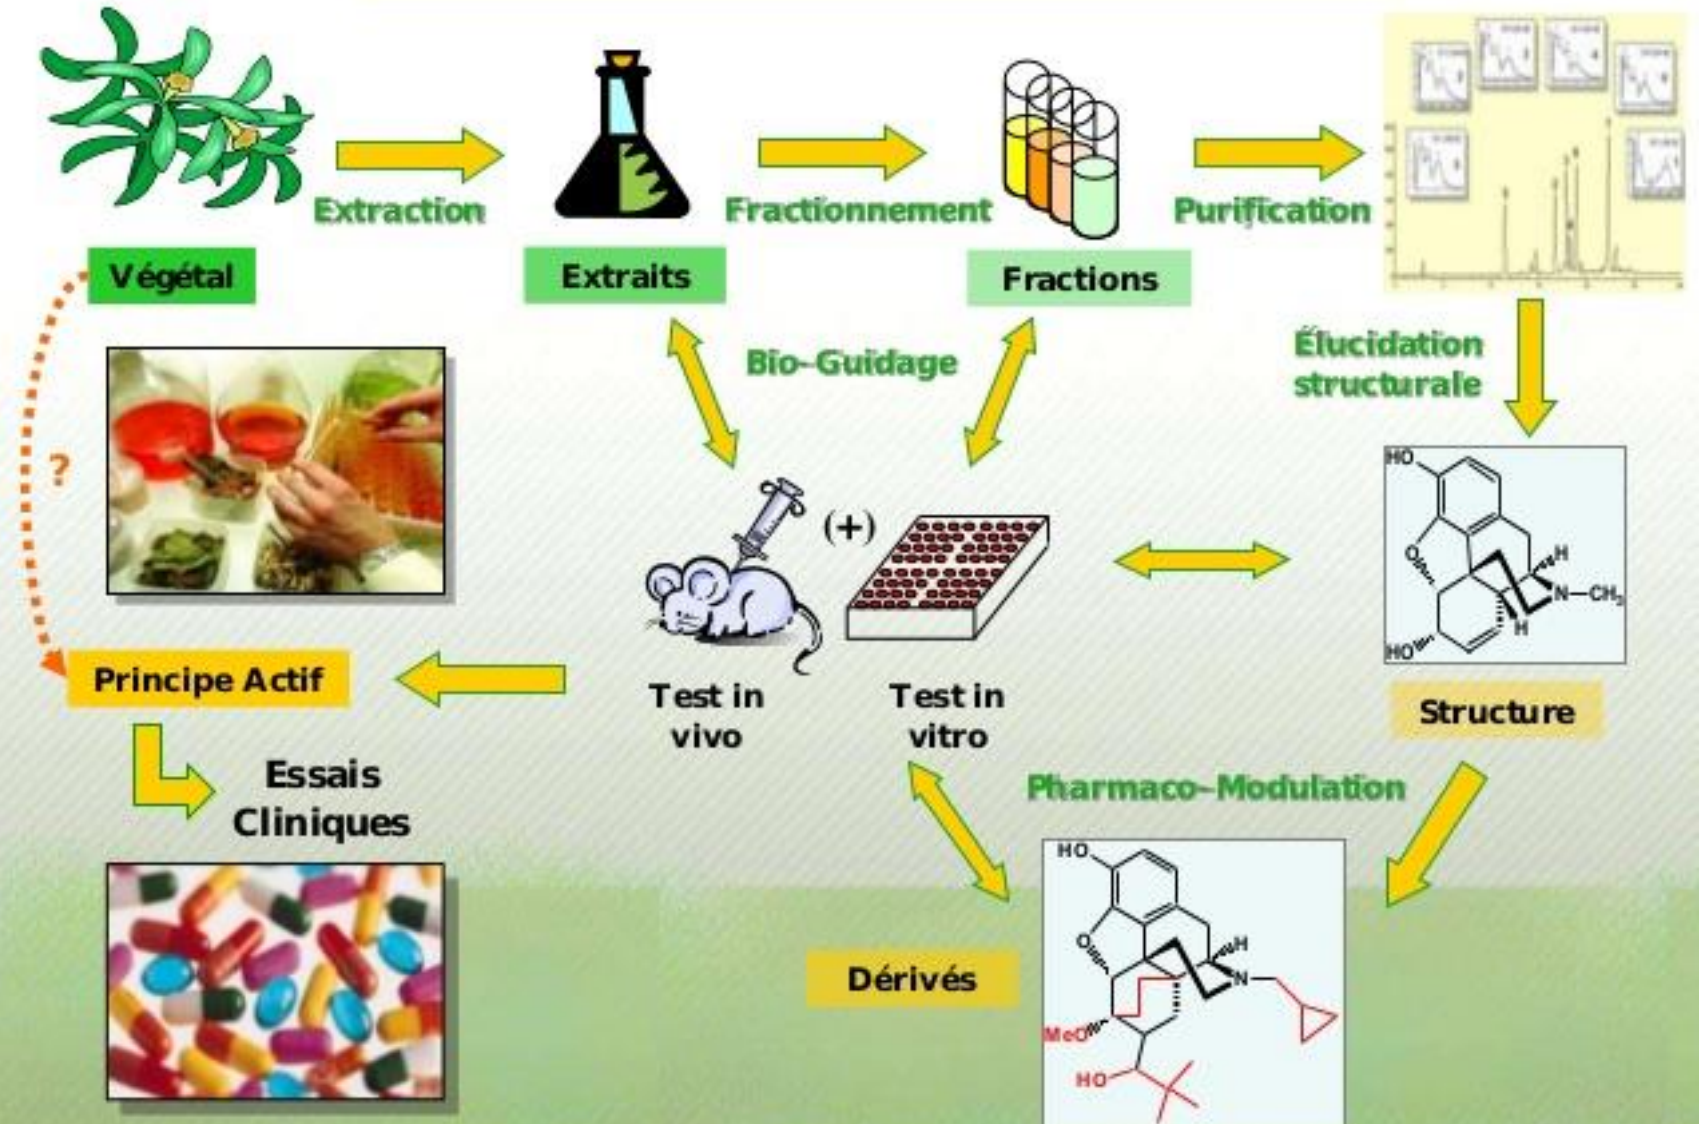 Extraction
Fractionnement
Purification
Végétal
Extraits
Fractions
Bio-Guidage
Élucidation
structurale
?
(+)
HO
O
H
N
CH3
H
HO
Principe Actif
Test in
vivo
Test in
vitro
Structure
Essais
Cliniques
Pharmaco-Modulation
HO
O
H
N
Dérivés
MeO
HO